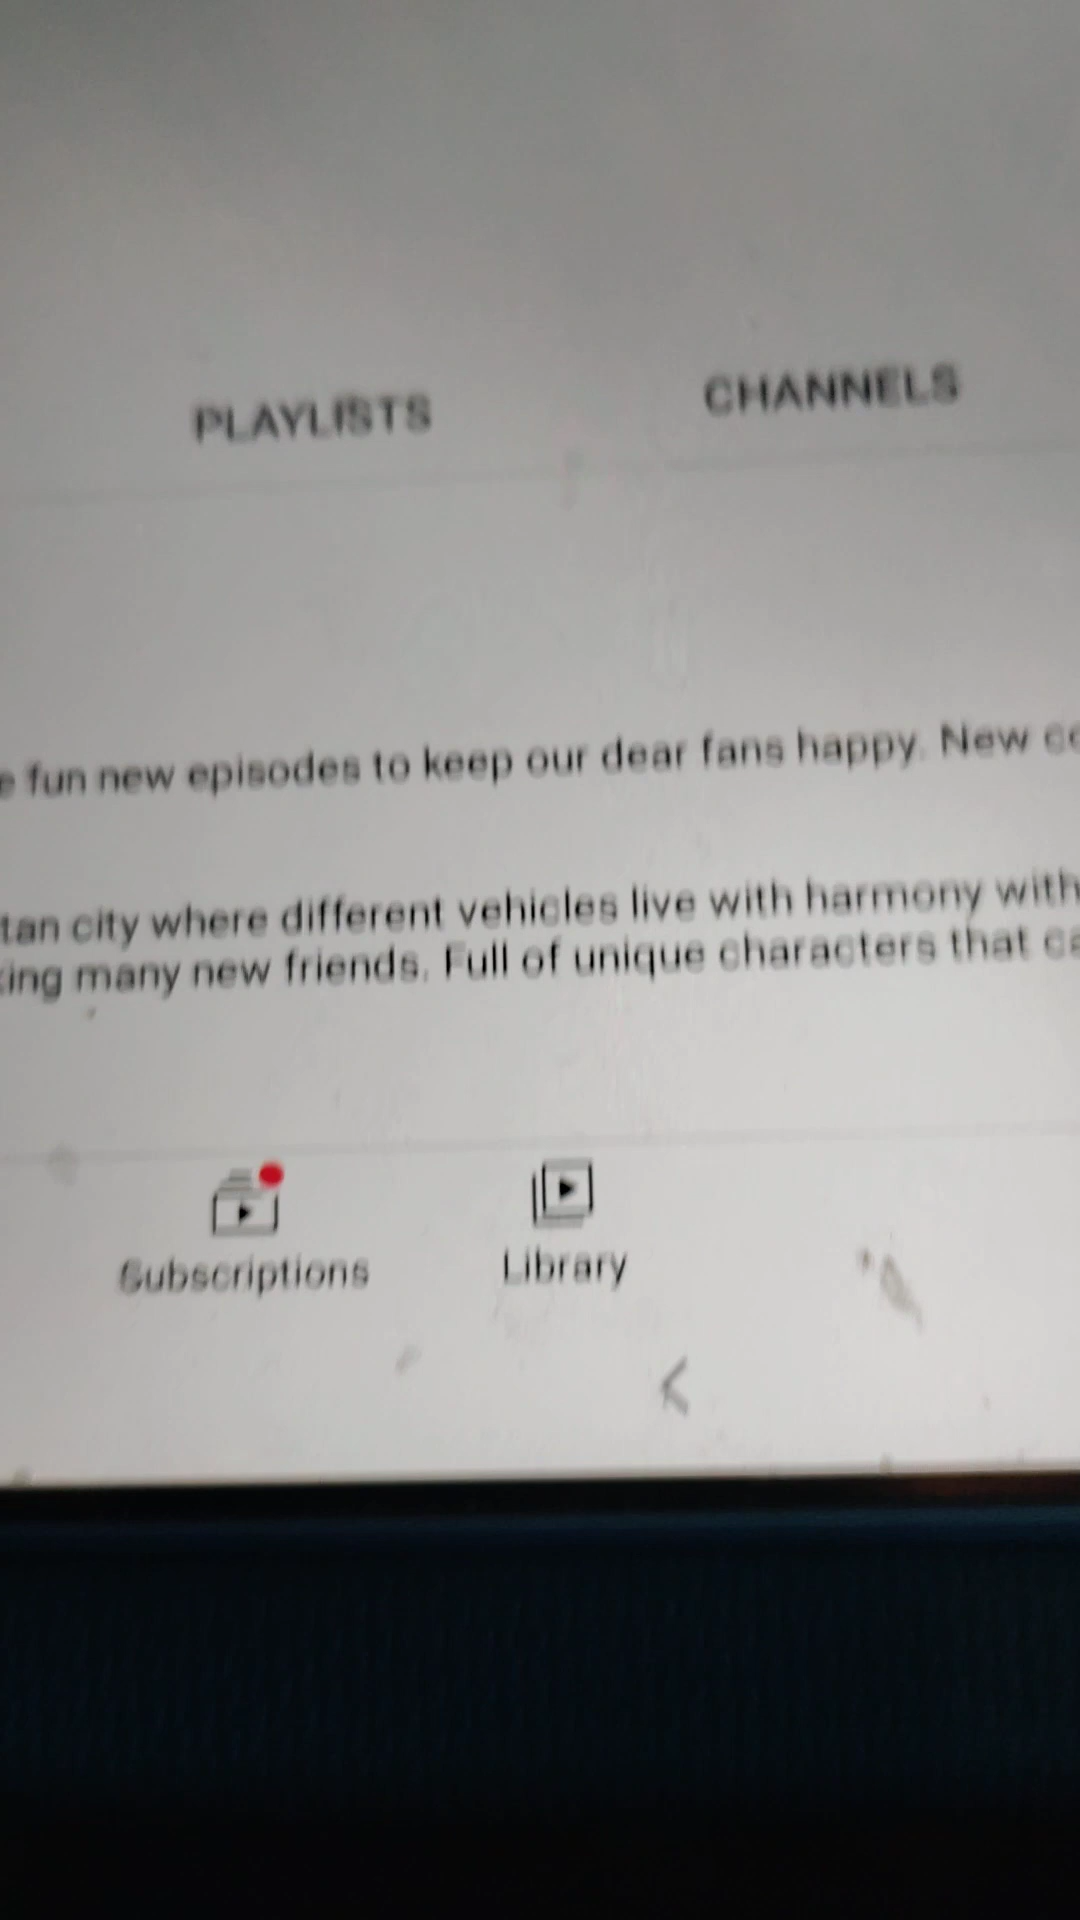 PLAYLISTS
CHANNELS
fun new episodes to keep our dear fans happy. New
city where different vehicles live with harmony with
many new friends. Full of unique characters that
Subscriptions
Library